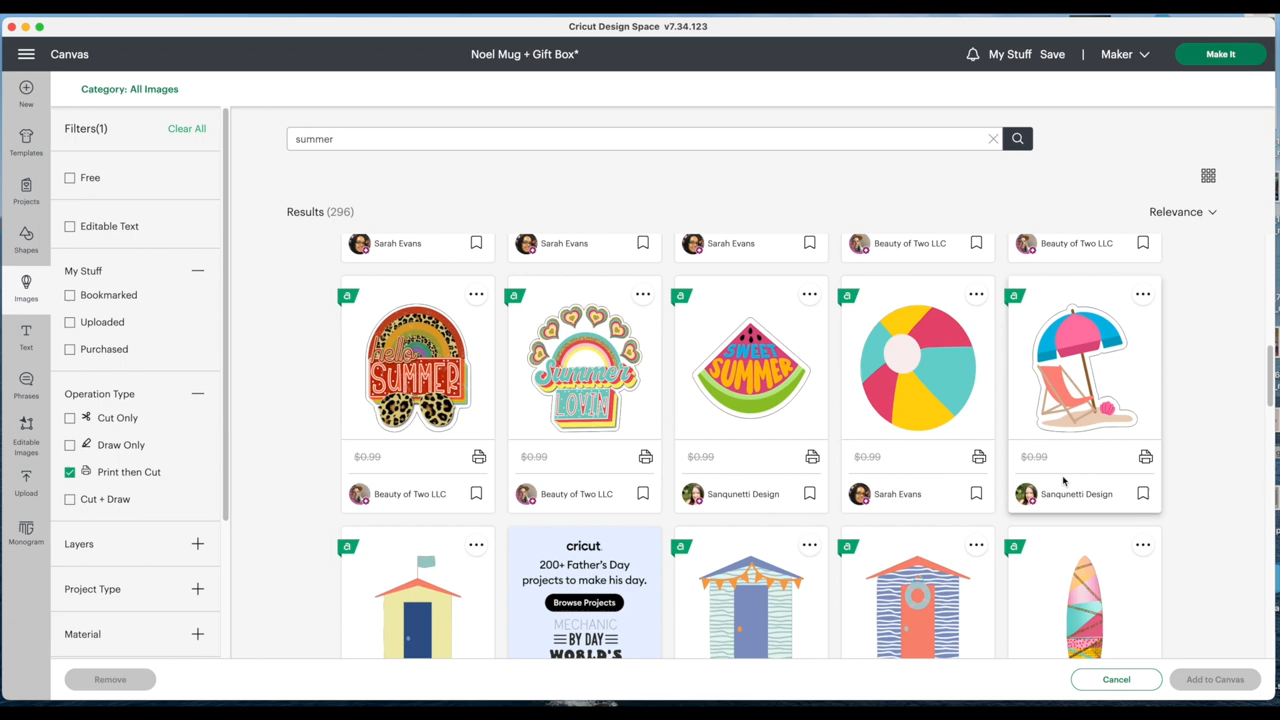 Cricut Design Space v7.34.123
Canvas
Noel Mug + Gift Box*
My Stuff Save | Maker
Make It
New
Templates
Projects
Shapes
Images
Text
Phrases
Editable
Images
Upload
Monogram
Category: All Images
Filters(1)
Clear All
Free
Editable Text
My Stuff
Bookmarked
Uploaded
Purchased
Operation Type
Cut Only
Draw Only
Print then Cut
Cut + Draw
Layers
Project Type
Material
Remove
summer
Results (296)
Relevance
Sarah Evans
Sarah Evans
Sarah Evans
Beauty of Two LLC
Beauty of Two LLC
a
hello
SUMMER
$0.99
Beauty of Two LLC
a
Summer
LOVIN
$0.99
Beauty of Two LLC
a
SWEET
SUMMER
$0.99
Sanqunetti Design
a
$0.99
Sarah Evans
a
$0.99
Sanqunetti Design
a
cricut
200+ Father's Day
projects to make his day.
Browse Projects
MECHANIC
BY DAY
WORLD'S
a
a
a
Cancel
Add to Canvas